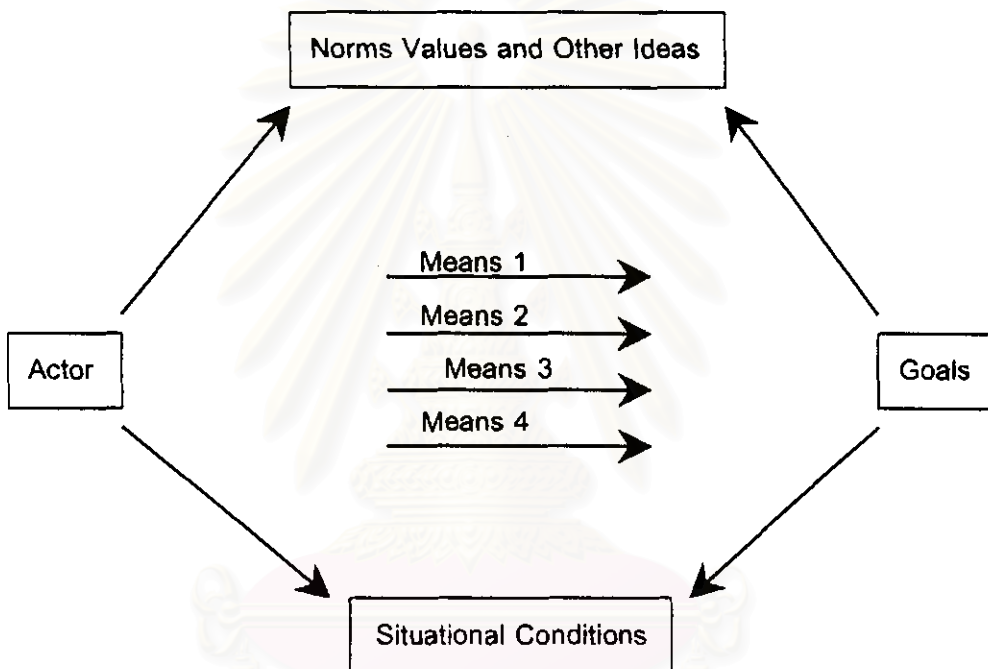 Norms Values and Other Ideas
Means 1
Means 2
Actor
Means 3
Goals
Means 4
Situational Conditions